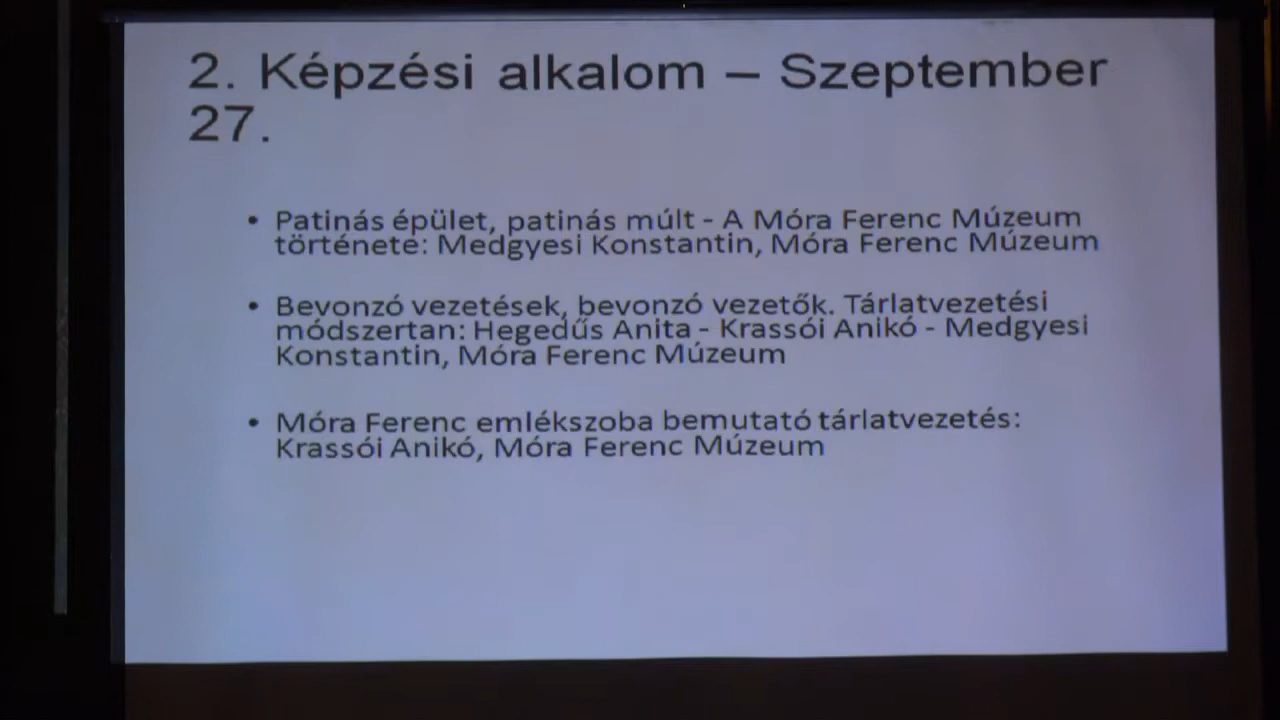 2. Képzési alkalom – Szeptember
27.
• Patinás épület, patinás múlt - A Móra Ferenc Múzeum
története: Medgyesi Konstantin, Móra Ferenc Múzeum
• Bevonzó vezetések, bevonzó vezetők. Tárlatvezetési
módszertan: Hegedűs Anita - Krassói Anikó - Medgyesi
Konstantin, Móra Ferenc Múzeum
• Móra Ferenc emlékszoba bemutató tárlatvezetés:
Krassói Anikó, Móra Ferenc Múzeum